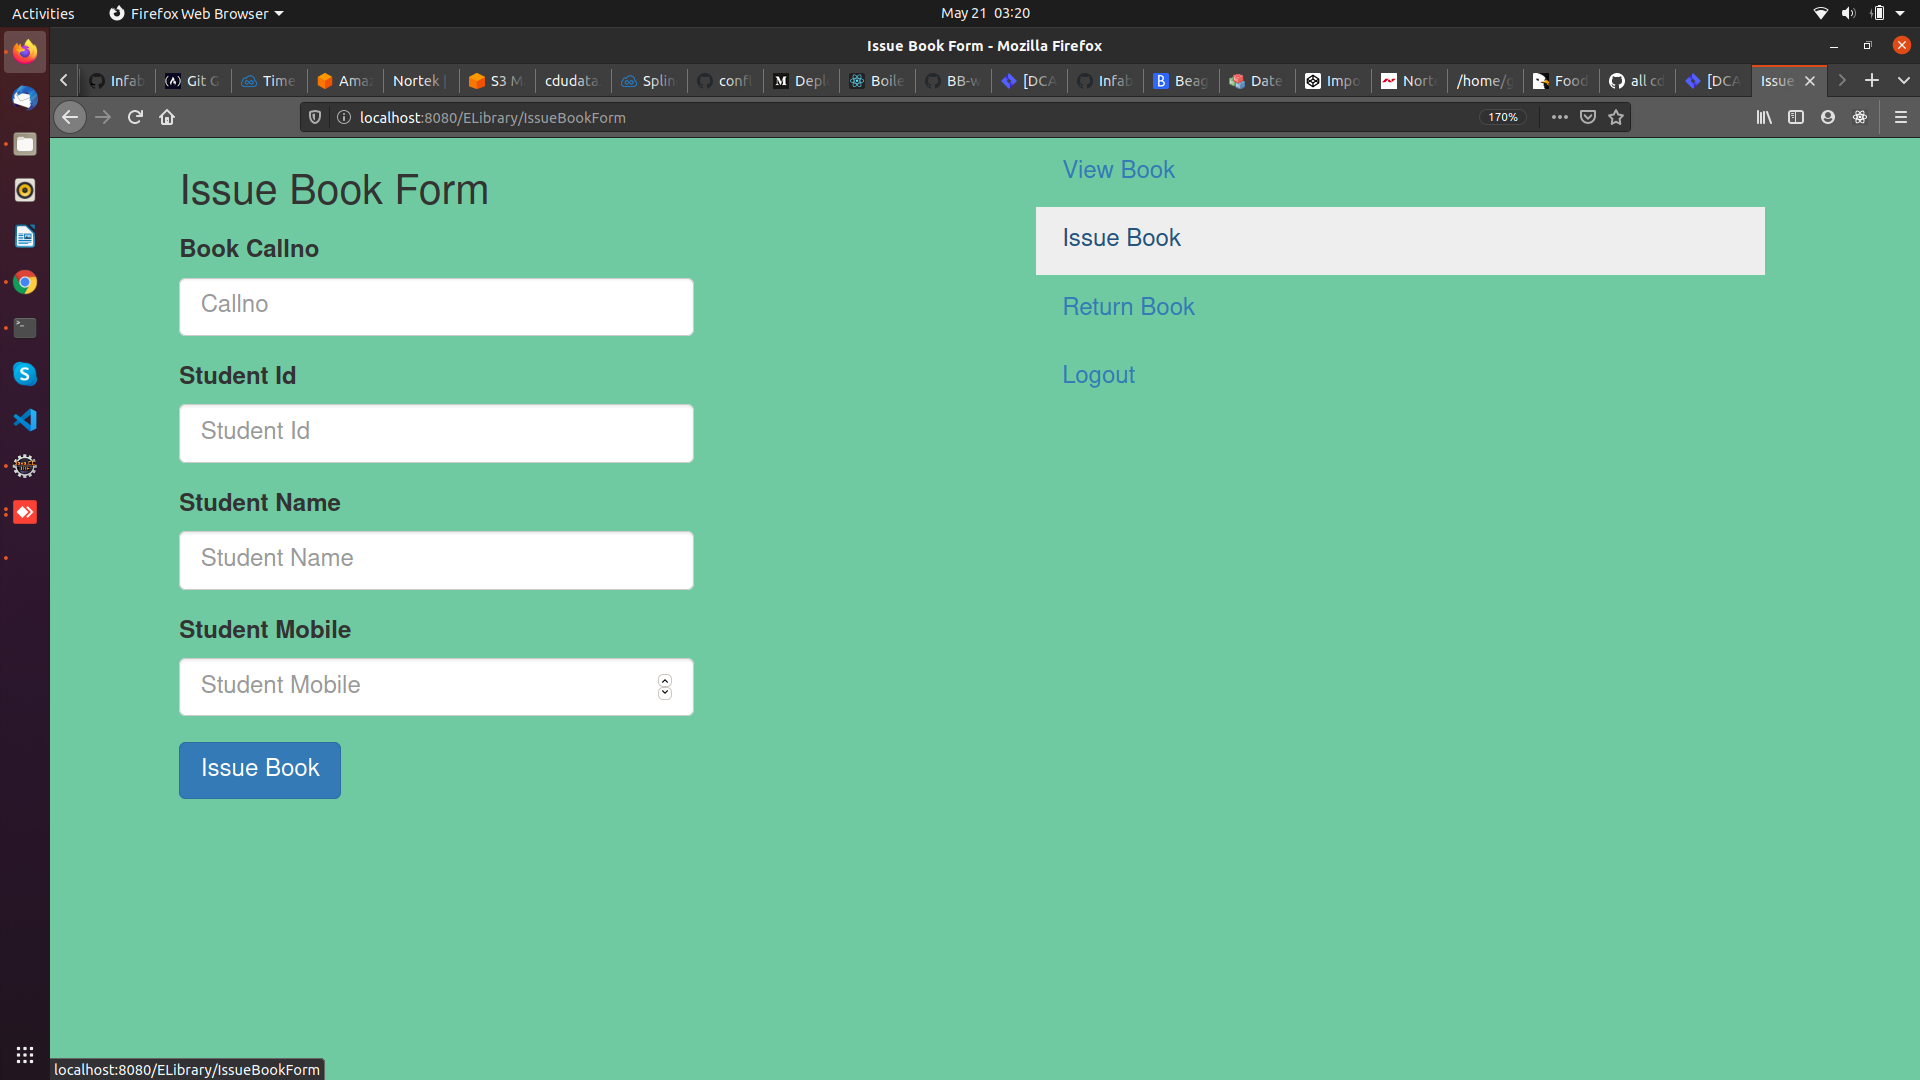 Activities
Firefox Web Browser
May 21 03:20
Issue Book Form - Mozilla Firefox
Infab
Git G
Time
Ama
Nortek
S3 M
cdudata
Splin
conf
Depl
Boile
BB-w
[DCA
Infab
Beag
Date
Impo
Nort
/home/g
Food
all cd
[DCA
Issue
localhost:8080/ELibrary/IssueBookForm
170%
Issue Book Form
Book Callno
Callno
Student Id
Student Id
Student Name
Student Name
Student Mobile
Student Mobile
Issue Book
View Book
Issue Book
Return Book
Logout
localhost:8080/ELibrary/IssueBookForm